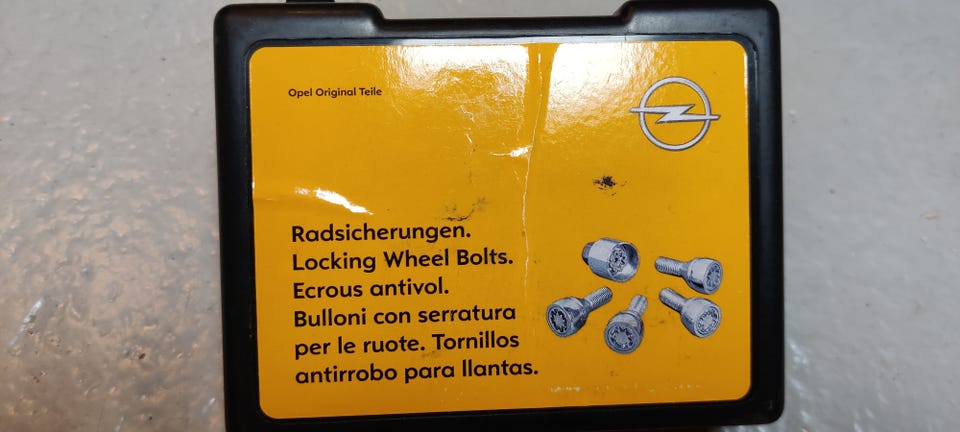 Opel Original Teile
Radsicherungen.
Locking Wheel Bolts.
Ecrous antivol.
Bulloni con serratura
per le ruote. Tornillos
antirrobo para llantas.